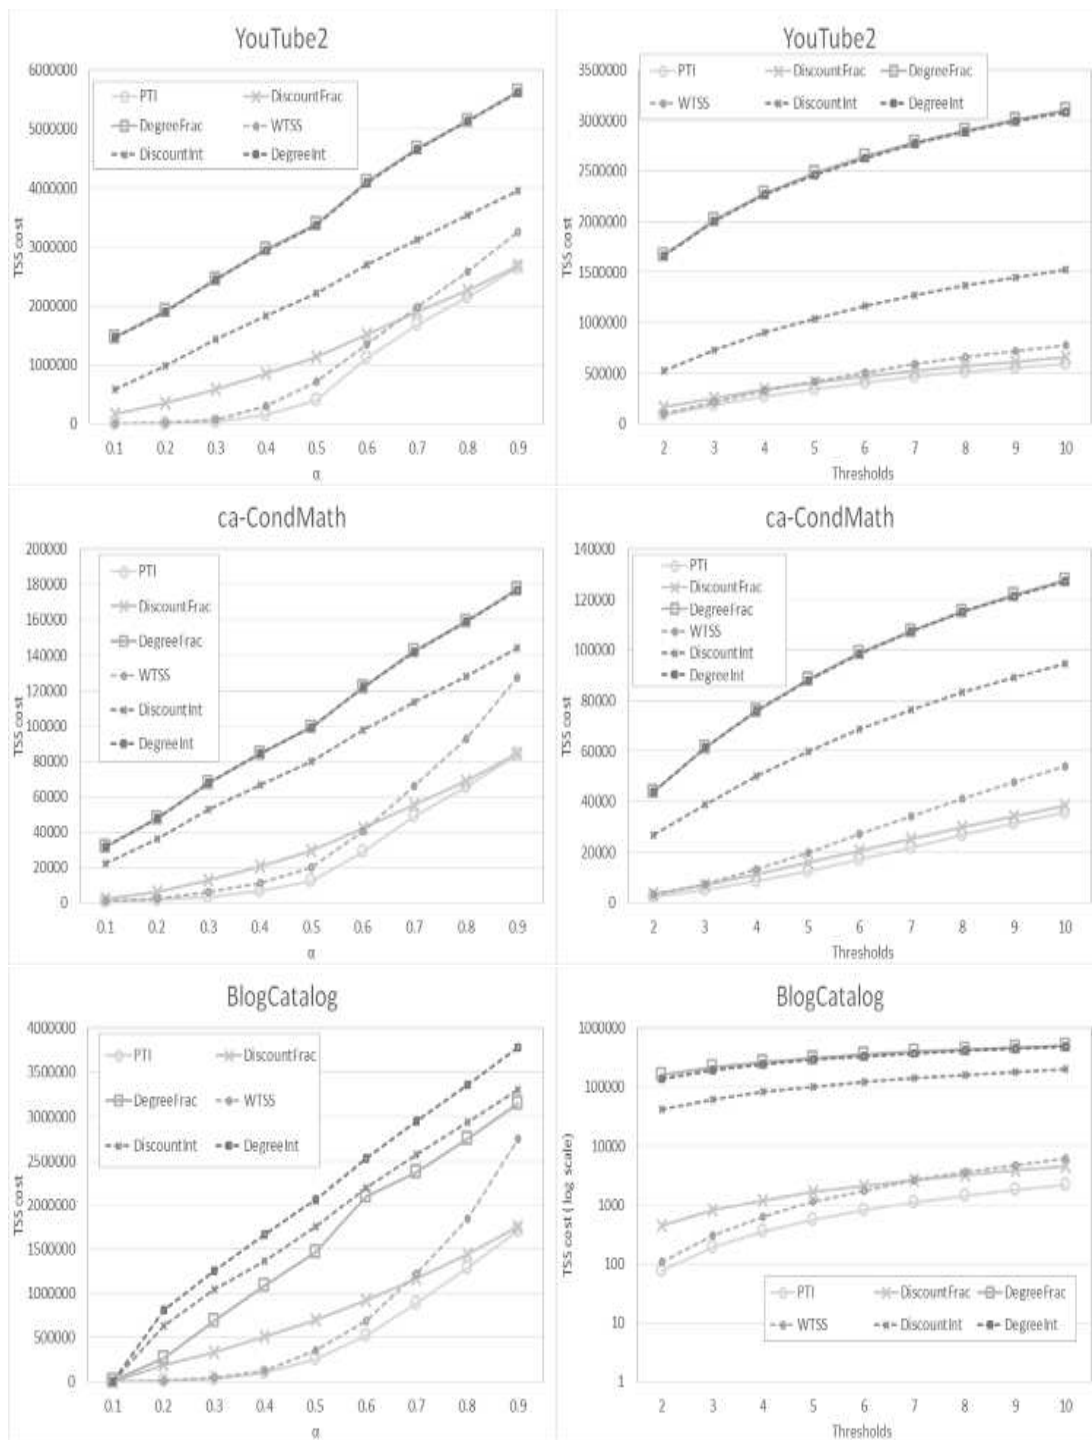 YouTube2
6000000
PTI
DiscountFrac
5000000
DegreeFrac
WTSS
DiscountInt
DegreeInt
4000000
TSS cost
3000000
2000000
1000000
0
0.1 0.2 0.3 0.4 0.5 0.6 0.7 0.8 0.9
α
YouTube2
3500000
PTI DiscountFrac DegreeFrac
WTSS DiscountInt DegreeInt
3000000
2500000
2000000
TSS cost
1500000
1000000
500000
0
2 3 4 5 6 7 8 9 10
Thresholds
ca-CondMath
200000
PTI
180000
DiscountFrac
160000
DegreeFrac
140000
WTSS
120000
DiscountInt
100000
DegreeInt
TSS cost
80000
60000
40000
20000
0
0.1 0.2 0.3 0.4 0.5 0.6 0.7 0.8 0.9
α
ca-CondMath
140000
PTI
DiscountFrac
120000
DegreeFrac
WTSS
100000
DiscountInt
DegreeInt
80000
TSS cost
60000
40000
20000
0
2 3 4 5 6 7 8 9 10
Thresholds
BlogCatalog
4000000
PTI
DiscountFrac
3500000
DegreeFrac
WTSS
3000000
DiscountInt
DegreeInt
2500000
2000000
TSS cost
1500000
1000000
500000
0
0.1 0.2 0.3 0.4 0.5 0.6 0.7 0.8 0.9
α
BlogCatalog
1000000
100000
10000
TSS cost ( log scale)
1000
100
PTI DiscountFrac DegreeFrac
10
WTSS DiscountInt DegreeInt
1
2 3 4 5 6 7 8 9 10
Thresholds